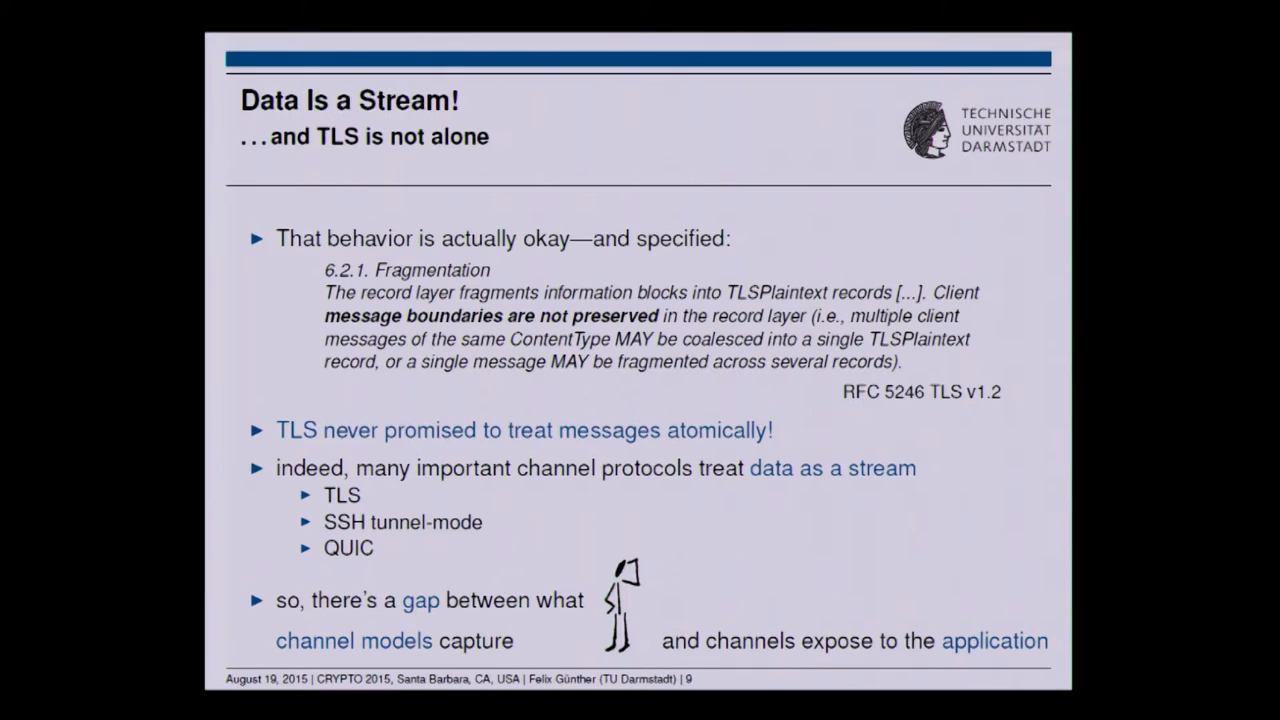 Data Is a Stream!
...and TLS is not alone
TECHNISCHE
UNIVERSITÄT
DARMSTADT
That behavior is actually okay—and specified:
6.2.1. Fragmentation
The record layer fragments information blocks into TLSPlaintext records [...]. Client
message boundaries are not preserved in the record layer (i.e., multiple client
messages of the same ContentType MAY be coalesced into a single TLSPlaintext
record, or a single message MAY be fragmented across several records).
RFC 5246 TLS v1.2
TLS never promised to treat messages atomically!
indeed, many important channel protocols treat data as a stream
TLS
SSH tunnel-mode
QUIC
so, there's a gap between what
channel models capture and channels expose to the application
August 19, 2015 | CRYPTO 2015, Santa Barbara, CA, USA | Felix Günther (TU Darmstadt) | 9